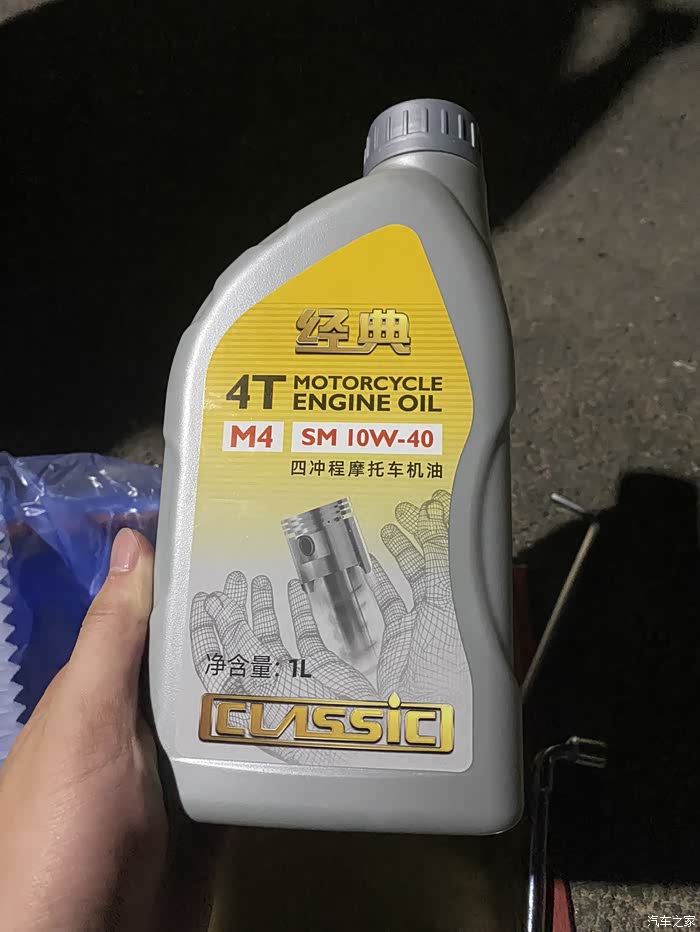 经典
4T MOTORCYCLE
ENGINE OIL
M4 SM 10W-40
四冲程摩托车机油
净含量: 1L
CLASSIC
汽车之家